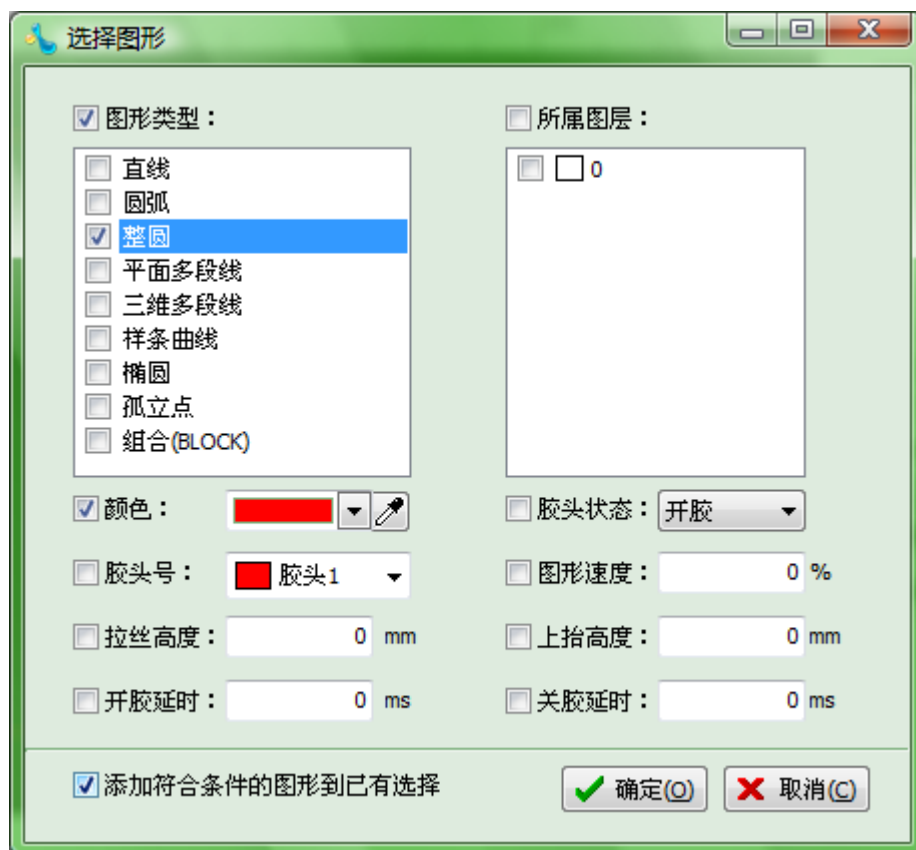 选择图形
图形类型：
所属图层：
直线
圆弧
整圆
平面多段线
三维多段线
样条曲线
椭圆
孤立点
组合(BLOCK)
0
颜色：
胶头状态：开胶
胶头号：胶头1
图形速度：0 %
拉丝高度：0 mm
上抬高度：0 mm
开胶延时：0 ms
关胶延时：0 ms
添加符合条件的图形到已有选择
确定(O)
取消(C)